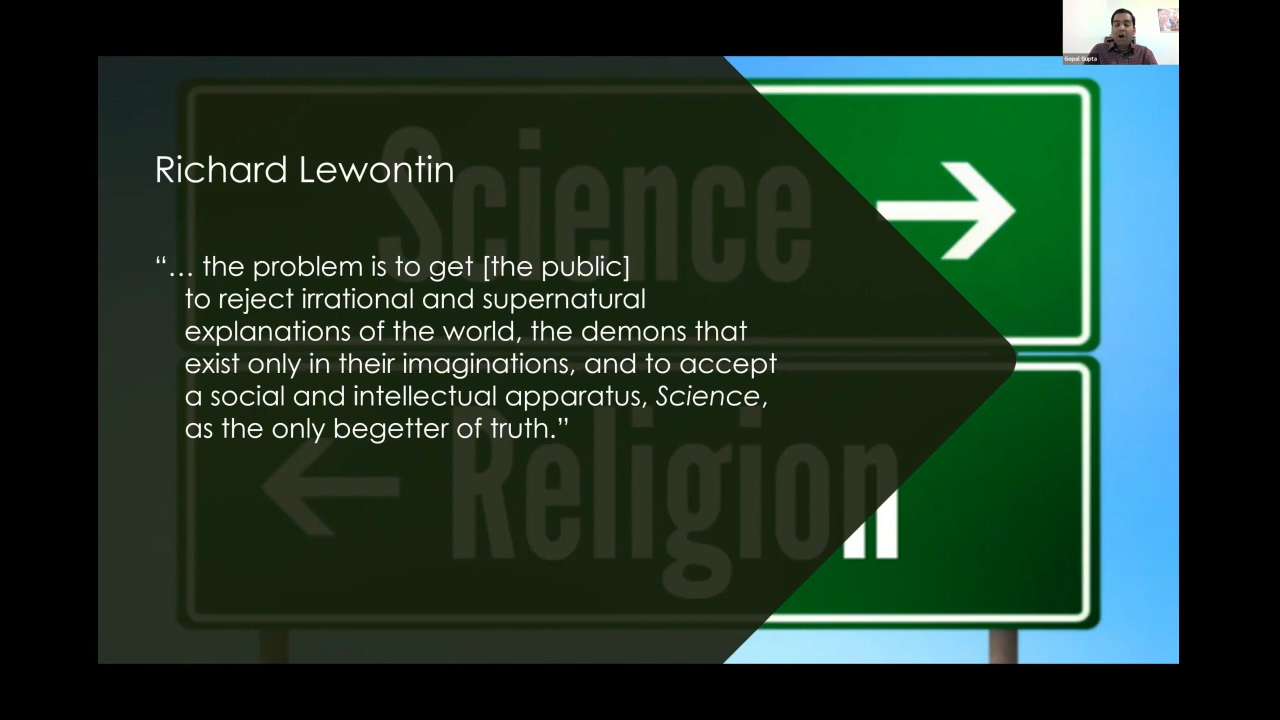 Gopal Gupta
Science
Richard Lewontin
“… the problem is to get [the public]
to reject irrational and supernatural
explanations of the world, the demons that
exist only in their imaginations, and to accept
a social and intellectual apparatus, Science,
as the only begetter of truth.”
Religion